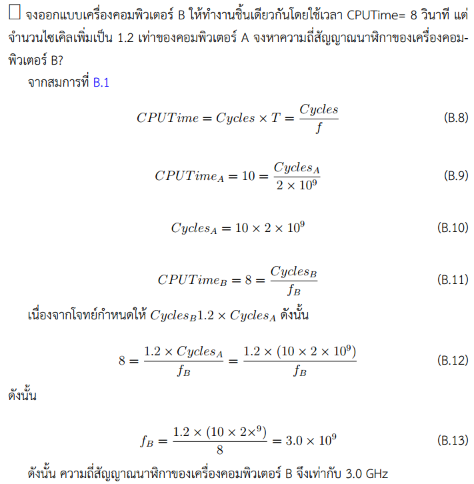 □ จงออกแบบเครื่องคอมพิวเตอร์ B ให้ทำงานชิ้นเดียวกันโดยใช้เวลา CPUTime= 8 วินาที แต่
จำนวนไซเคิลเพิ่มเป็น 1.2 เท่าของคอมพิวเตอร์ A จงหาความถี่สัญญาณนาฬิกาของเครื่องคอม-
พิวเตอร์ B?
จากสมการที่ B.1
CPUTime = Cycles × T = Cycles / f (B.8)
CPUTime_A = 10 = Cycles_A / 2 × 10^9 (B.9)
Cycles_A = 10 × 2 × 10^9 (B.10)
CPUTime_B = 8 = Cycles_B / f_B (B.11)
เนื่องจากโจทย์กำหนดให้ Cycles_B 1.2 × Cycles_A ดังนั้น
8 = 1.2 × Cycles_A / f_B = 1.2 × (10 × 2 × 10^9) / f_B (B.12)
ดังนั้น
f_B = 1.2 × (10 × 2×^9) / 8 = 3.0 × 10^9 (B.13)
ดังนั้น ความถี่สัญญาณนาฬิกาของเครื่องคอมพิวเตอร์ B จึงเท่ากับ 3.0 GHz